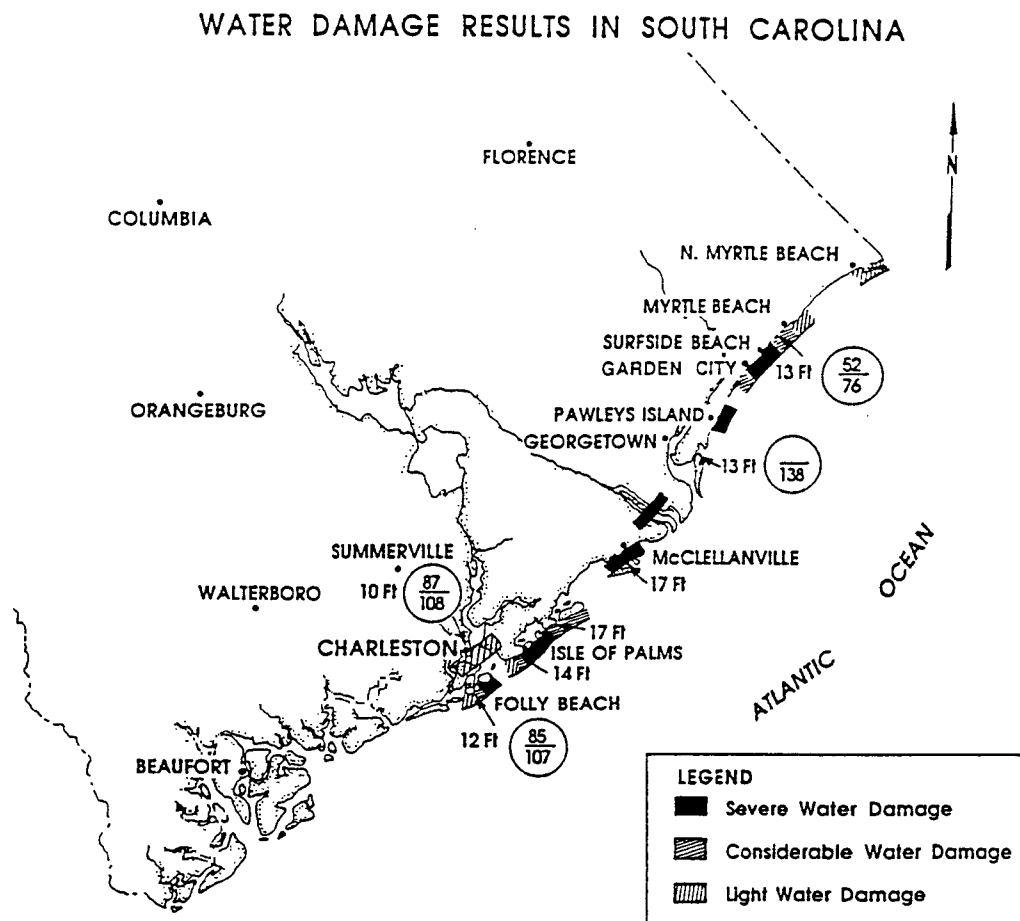 WATER DAMAGE RESULTS IN SOUTH CAROLINA
FLORENCE
N
COLUMBIA
N. MYRTLE BEACH
MYRTLE BEACH
SURFSIDE BEACH
GARDEN CITY
13 Ft
52
76
ORANGEBURG
PAWLEYS ISLAND
GEORGETOWN
13 Ft
138
SUMMERVILLE
McCLELLANVILLE
10 Ft
87
108
17 Ft
WALTERBORO
OCEAN
17 Ft
CHARLESTON
ISLE OF PALMS
14 Ft
ATLANTIC
FOLLY BEACH
12 Ft
85
107
BEAUFORT
LEGEND
Severe Water Damage
Considerable Water Damage
Light Water Damage